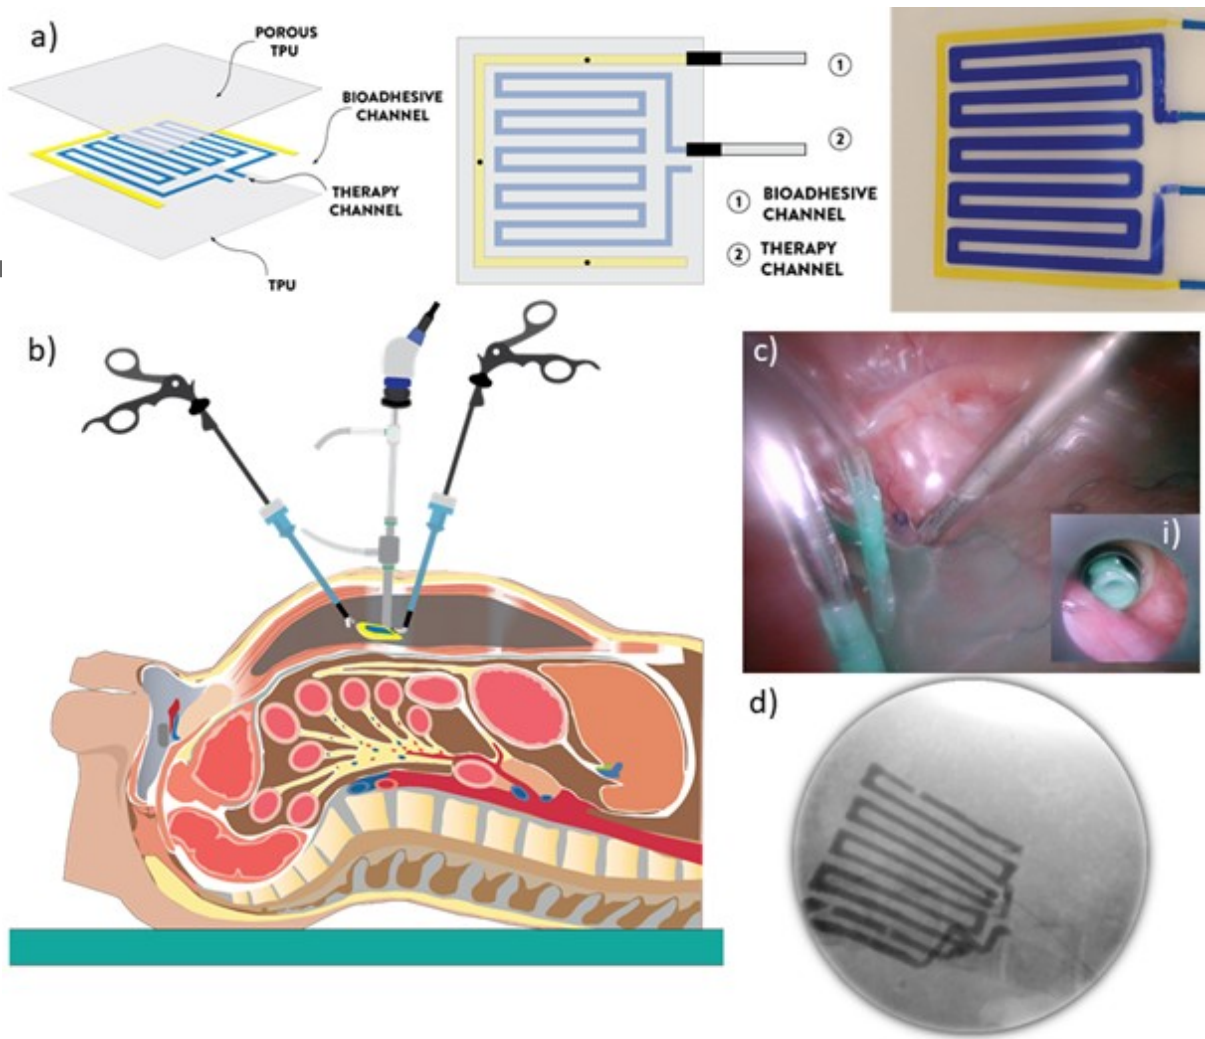 a)
POROUS
TPU
BIOADHESIVE
CHANNEL
THERAPY
CHANNEL
TPU
1
2
1 BIOADHESIVE
CHANNEL
2 THERAPY
CHANNEL
b)
c)
i)
d)